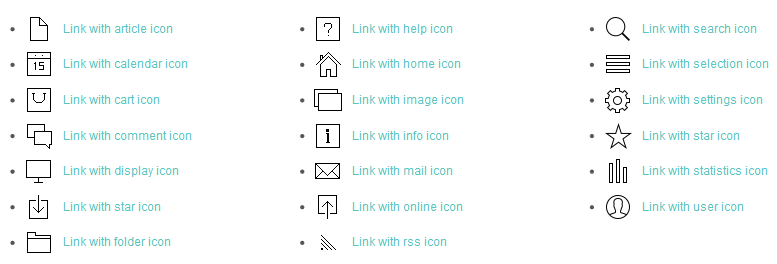 Link with article icon
15
Link with calendar icon
Link with cart icon
Link with comment icon
Link with display icon
Link with star icon
Link with folder icon
?
Link with help icon
Link with home icon
Link with image icon
i
Link with info icon
Link with mail icon
Link with online icon
Link with rss icon
Link with search icon
Link with selection icon
Link with settings icon
Link with star icon
Link with statistics icon
Link with user icon